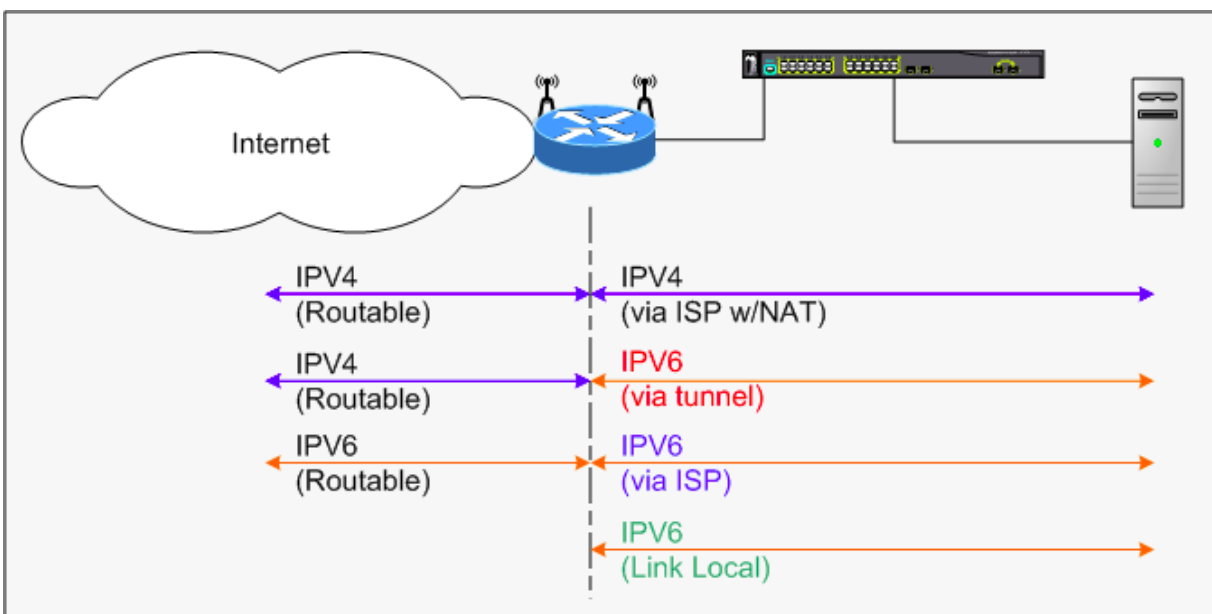 Internet
IPV4
(Routable)
IPV4
(via ISP w/NAT)
IPV4
(Routable)
IPV6
(via tunnel)
IPV6
(Routable)
IPV6
(via ISP)
IPV6
(Link Local)